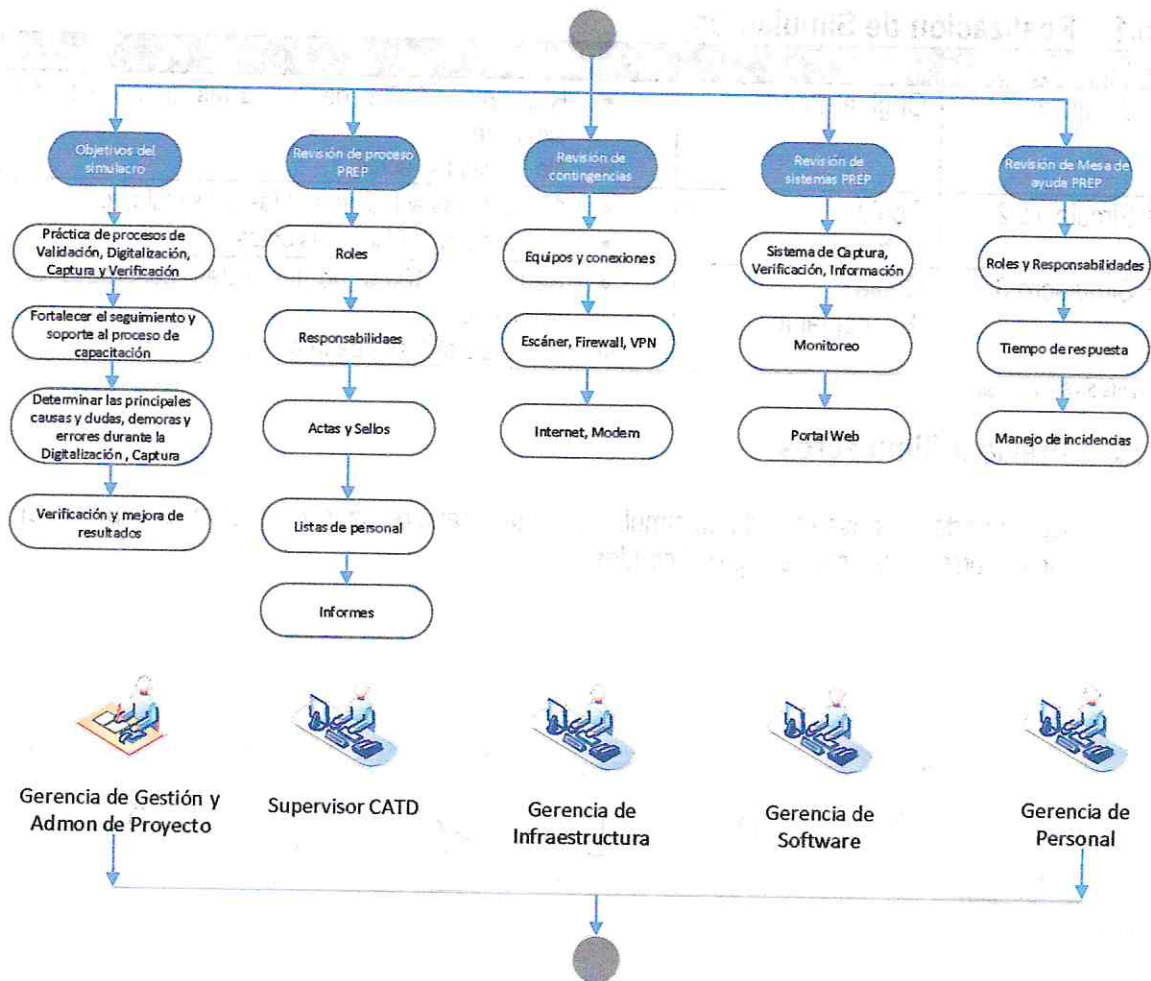 Realización de Simula
Objetivos del
simulacro
Práctica de procesos de
Validación, Digitalización,
Captura y Verificación
Fortalecer el seguimiento y
soporte al proceso de
capacitación
Determinar las principales
causas y dudas, demoras y
errores durante la
Digitalización , Captura
Verificación y mejora de
resultados
Revisión de proceso
PREP
Roles
Responsabilidaes
Actas y Sellos
Listas de personal
Informes
Revisión de
contingencias
Equipos y conexiones
Escáner, Firewall, VPN
Internet, Modem
Revisión de
sistemas PREP
Sistema de Captura,
Verificación, Información
Monitoreo
Portal Web
Revisión de Mesa de
ayuda PREP
Roles y Responsabilidades
Tiempo de respuesta
Manejo de incidencias
Gerencia de Gestión y
Admon de Proyecto
Supervisor CATD
Gerencia de
Infraestructura
Gerencia de
Software
Gerencia de
Personal